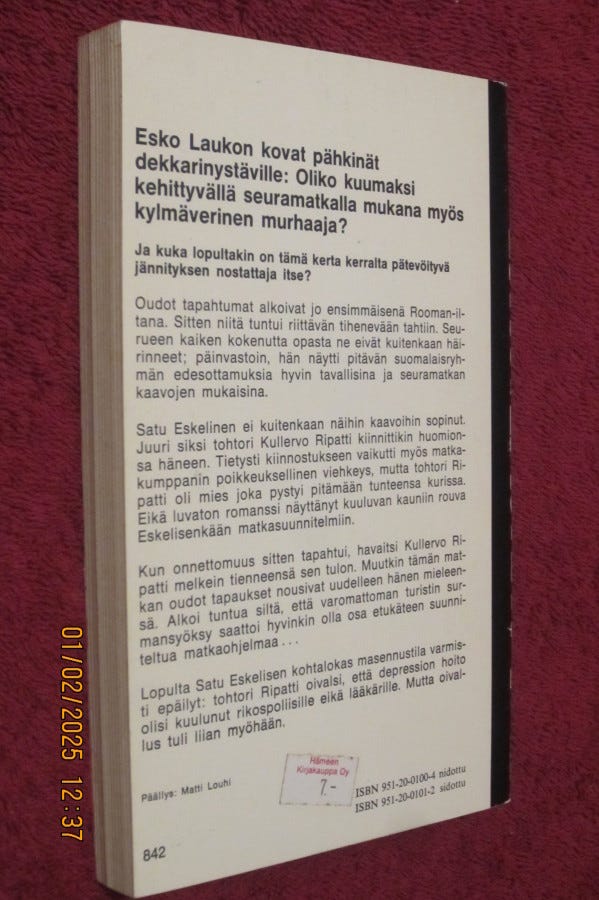 Esko Laukon kovat pähkinät
dekkarinystäville: Oliko kuumaksi
kehittyvällä seuramatkalla mukana myös
kylmäverinen murhaaja?
Ja kuka lopultakin on tämä kerta kerralta pätevöityvä
jännityksen nostattaja itse?
Oudot tapahtumat alkoivat jo ensimmäisenä Rooman-il-
tana. Sitten niitä tuntui riittävän tihenevään tahtiin. Seu-
rueen kaiken kokenutta opasta ne eivät kuitenkaan häi-
rinneet; päinvastoin, hän näytti pitävän suomalaisryh-
män edesottamuksia hyvin tavallisina ja seuramatkan
kaavojen mukaisina.
Satu Eskelinen ei kuitenkaan näihin kaavoihin sopinut.
Juuri siksi tohtori Kullervo Ripatti kiinnittikin huomion-
sa häneen. Tietysti kiinnostukseen vaikutti myös matka-
kumppanin poikkeuksellinen viehkeys, mutta tohtori Ri-
patti oli mies joka pystyi pitämään tunteensa kurissa.
Eikä luvaton romanssi näyttänyt kuuluvan kauniin rouva
Eskelisenkään matkasuunnitelmiin.
Kun onnettomuus sitten tapahtui, havaitsi Kullervo Ri-
patti melkein tienneensä sen tulon. Muutkin tämän mat-
kan oudot tapaukset nousivat uudelleen hänen mieleen-
sä. Alkoi tuntua siltä, että varomattoman turistin sur-
mansyöksy saattoi hyvinkin olla osa etukäteen suunni-
teltua matkaohjelmaa...
Lopulta Satu Eskelisen kohtalokas masennustila varmis-
ti epäilyt: tohtori Ripatti oivalsi, että depression hoito
olisi kuulunut rikospoliisille eikä lääkärille. Mutta oival-
lus tuli liian myöhään.
Päällys: Matti Louhi
Hämeen
Kirjakauppa Oy
7.-
ISBN 951-20-0100-4 nidottu
ISBN 951-20-0101-2 sidottu
842
01/02/2025 12:37